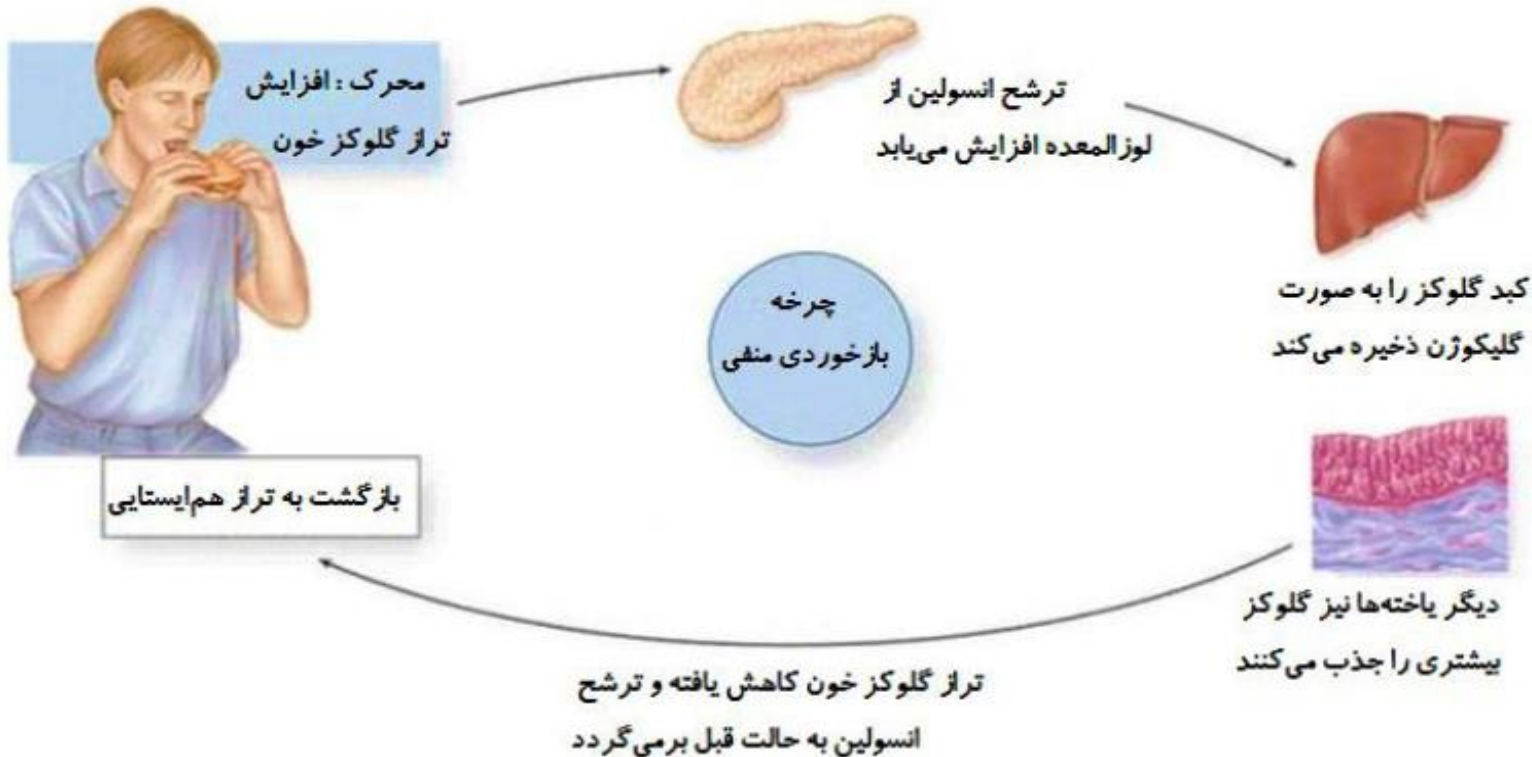 محرک : افزایش
تراز گلوکز خون
ترشح انسولین از
لوزالمعده افزایش می‌یابد
کبد گلوکز را به صورت
گلیکوژن ذخیره می‌کند
چرخه
بازخوردی منفی
دیگر یاخته‌ها نیز گلوکز
بیشتری را جذب می‌کنند
تراز گلوکز خون کاهش یافته و ترشح
انسولین به حالت قبل برمی‌گردد
بازگشت به تراز هم‌ایستایی